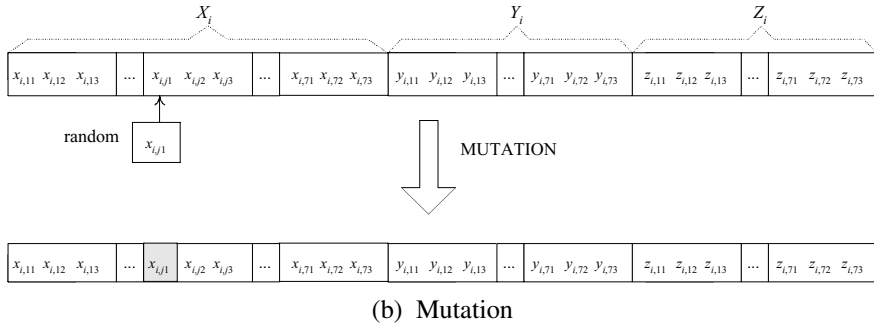 X_i Y_i Z_i
x_{i,11} x_{i,12} x_{i,13} ... x_{i,j1} x_{i,j2} x_{i,j3} ... x_{i,71} x_{i,72} x_{i,73} y_{i,11} y_{i,12} y_{i,13} ... y_{i,71} y_{i,72} y_{i,73} z_{i,11} z_{i,12} z_{i,13} ... z_{i,71} z_{i,72} z_{i,73}
random
x_{i,j1}
MUTATION
x_{i,11} x_{i,12} x_{i,13} ... x_{i,j1} x_{i,j2} x_{i,j3} ... x_{i,71} x_{i,72} x_{i,73} y_{i,11} y_{i,12} y_{i,13} ... y_{i,71} y_{i,72} y_{i,73} z_{i,11} z_{i,12} z_{i,13} ... z_{i,71} z_{i,72} z_{i,73}
(b) Mutation